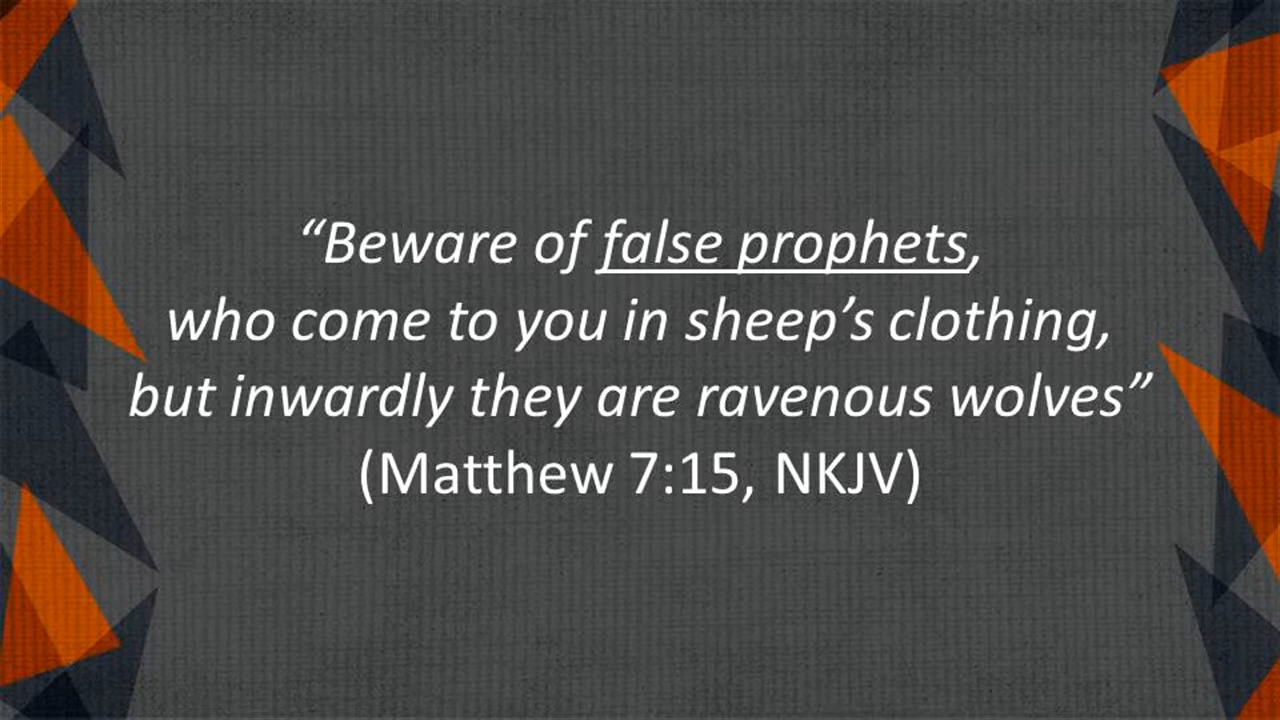 “Beware of false prophets,
who come to you in sheep’s clothing,
but inwardly they are ravenous wolves”
(Matthew 7:15, NKJV)